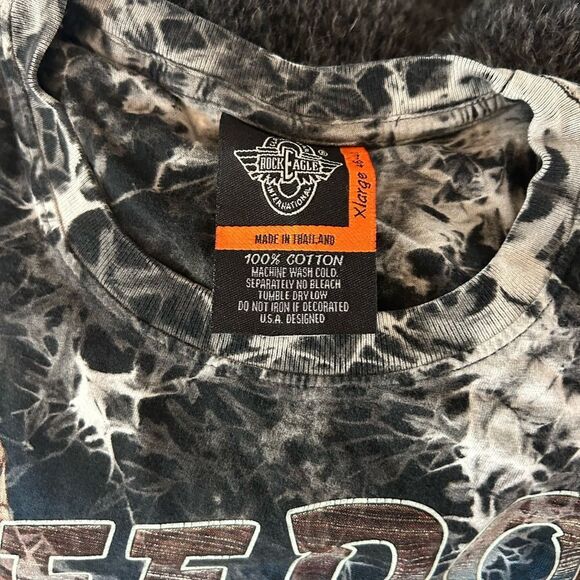 ROCK EAGLE ®
INTERNATIONAL
Xlarge
MADE IN THAILAND
100% COTTON
MACHINE WASH COLD.
SEPARATELY NO BLEACH
TUMBLE DRY LOW
DO NOT IRON IF DECORATED
U.S.A. DESIGNED